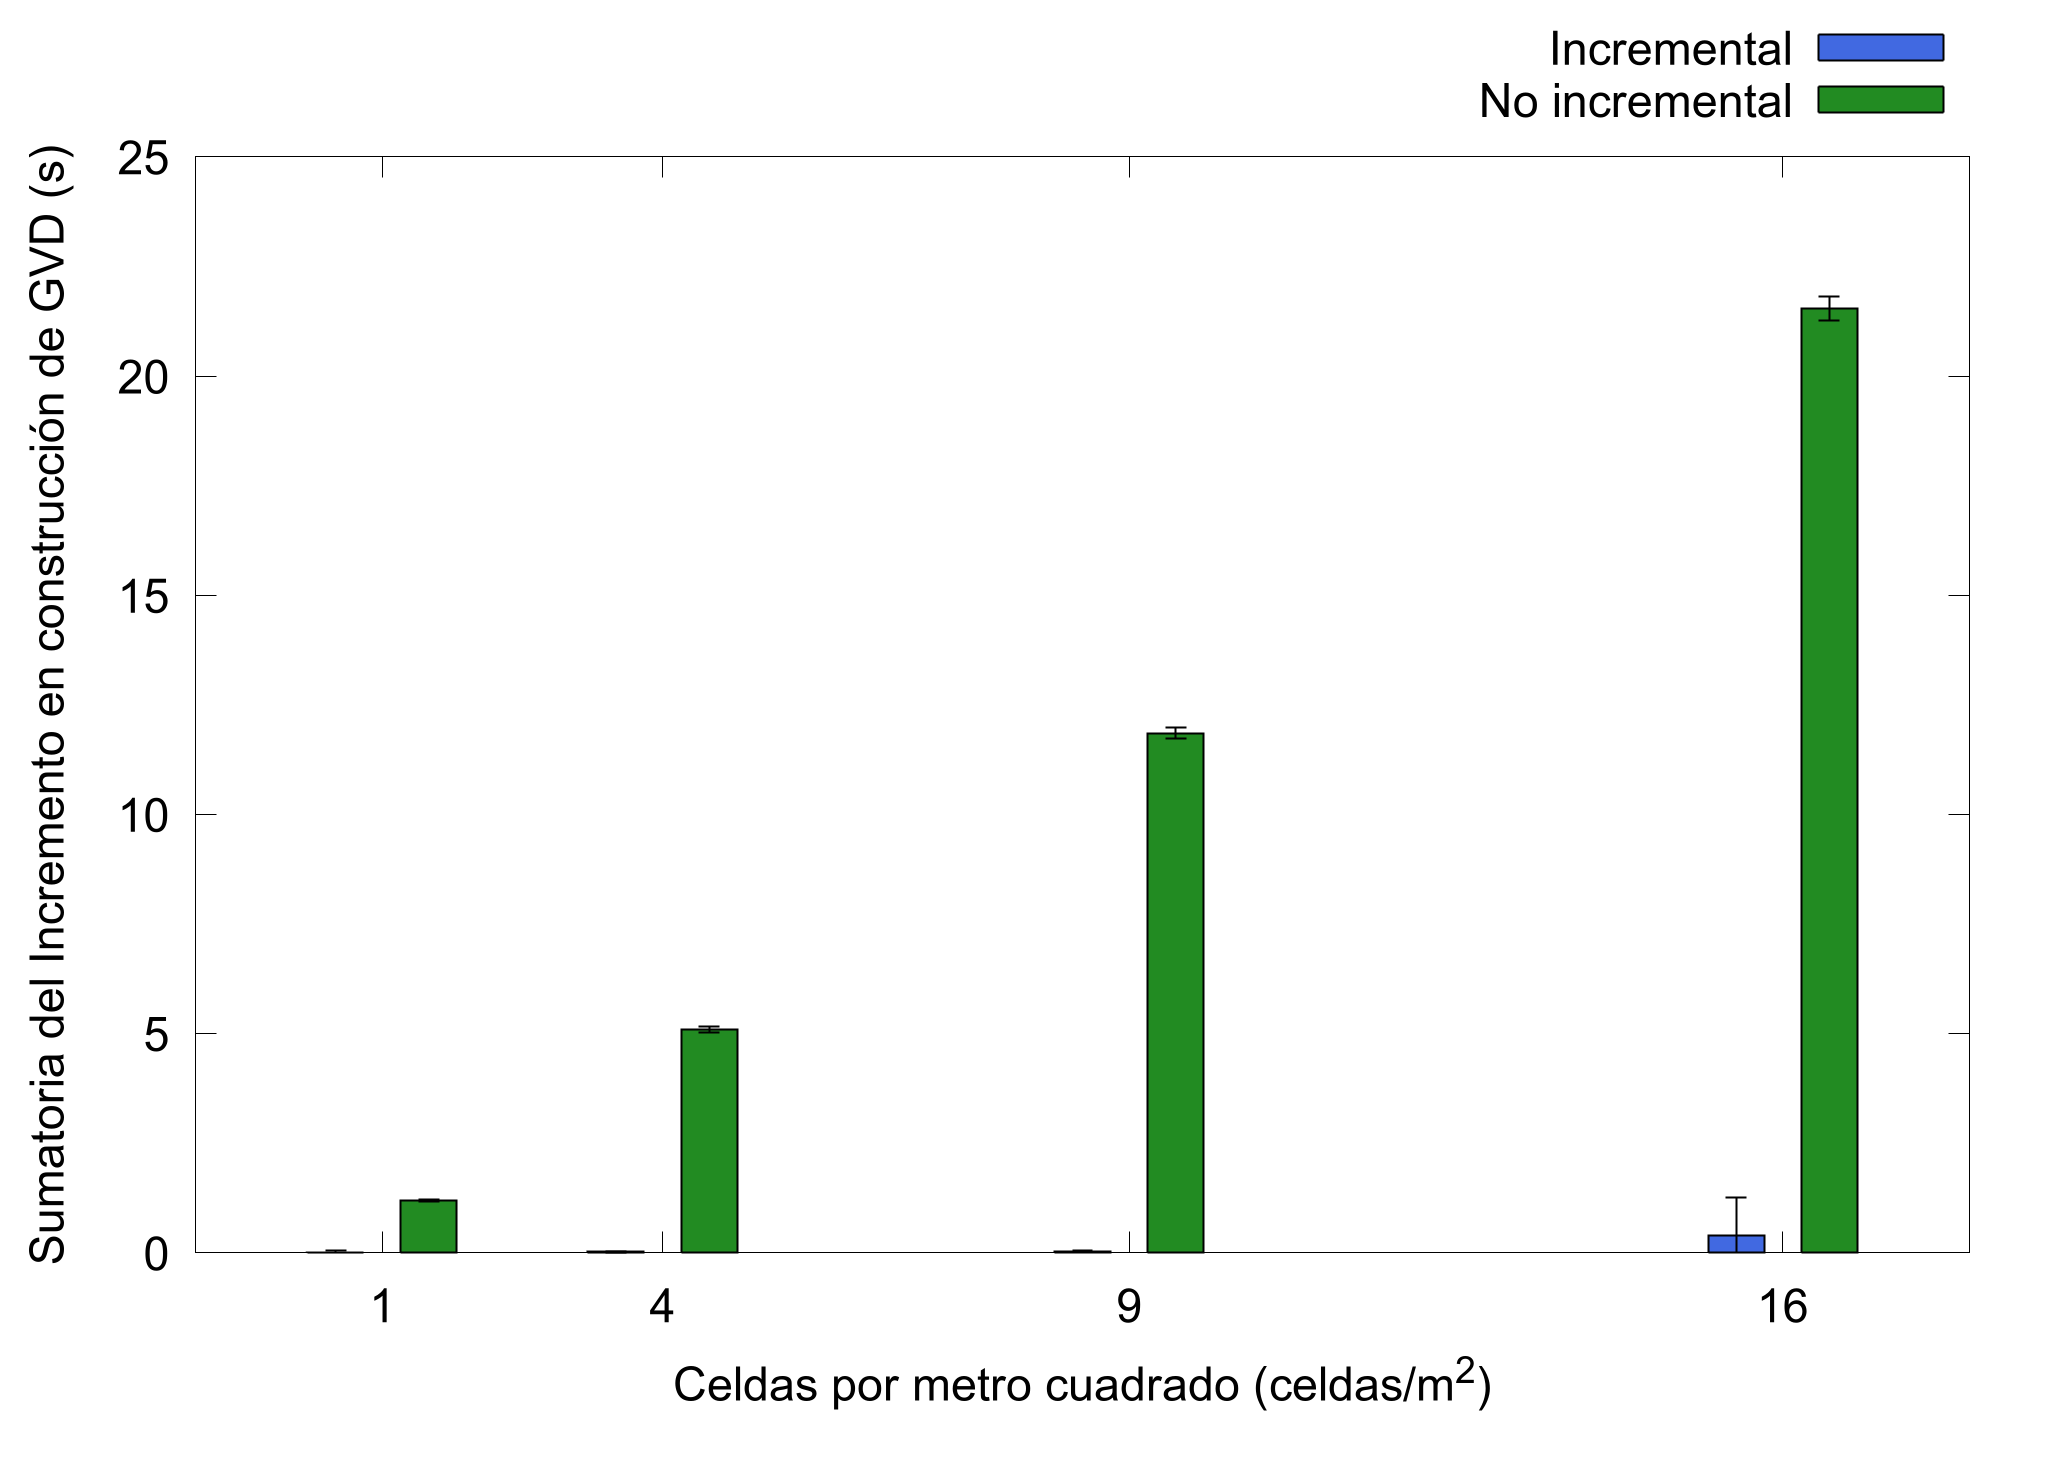 Incremental
No incremental
Sumatoria del Incremento en construcción de GVD (s)
25
20
15
10
5
0
1 4 9 16
Celdas por metro cuadrado (celdas/m²)